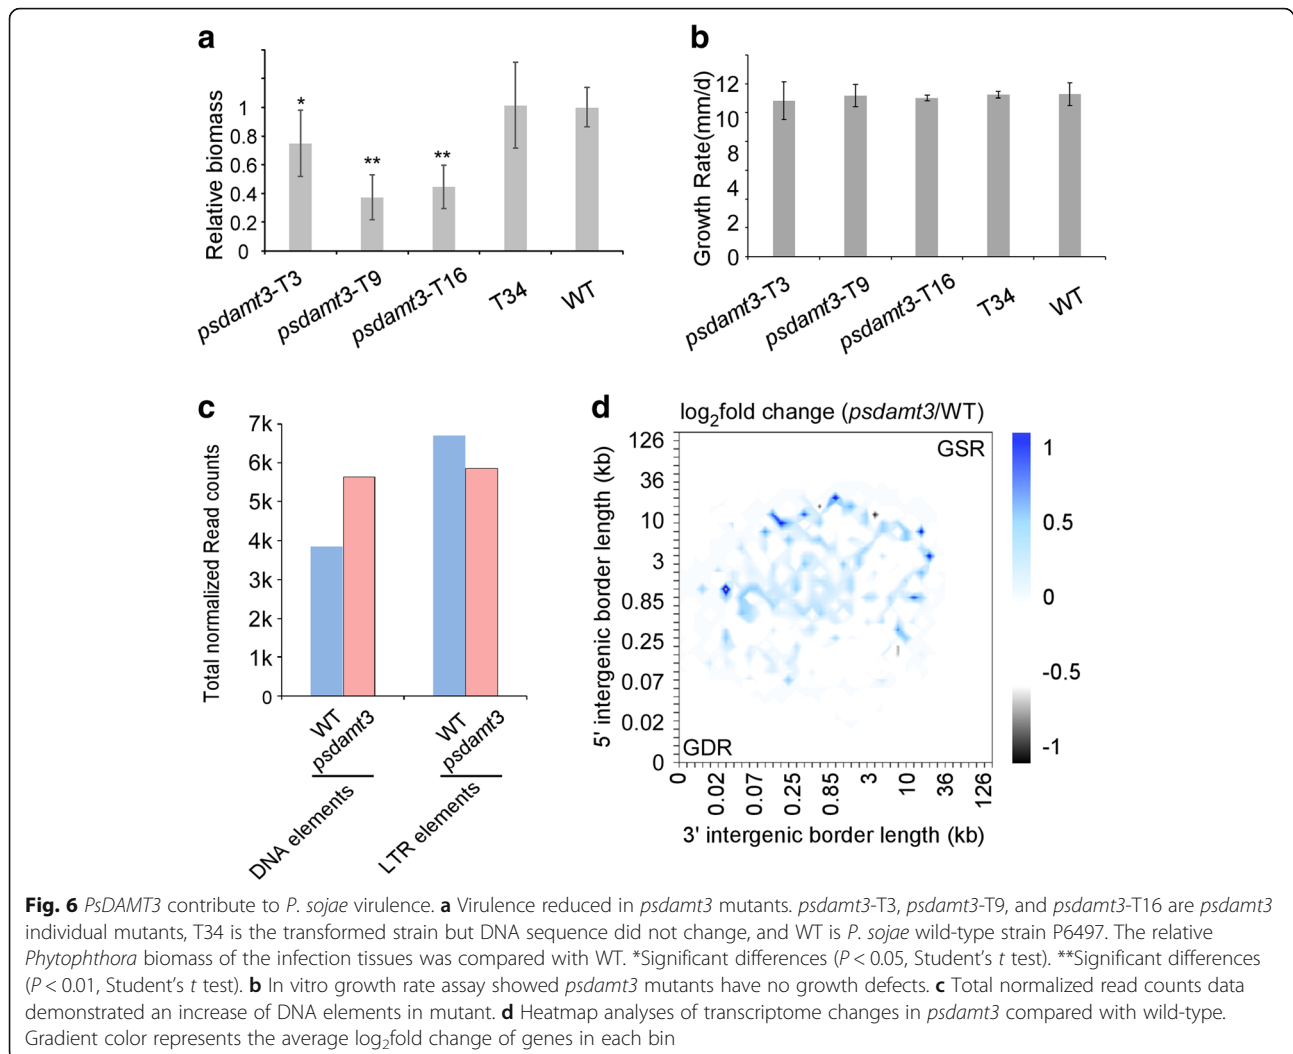 a
Relative biomass
1
0.8
0.6
0.4
0.2
0
*
**
**
psdamt3-T3
psdamt3-T9
psdamt3-T16
T34
WT
b
Growth Rate(mm/d)
12
10
8
4
2
0
psdamt3-T3
psdamt3-T9
psdamt3-T16
T34
WT
c
Total normalized Read counts
7k
6k
5k
4k
3k
2k
1k
0
WT
psdamt3
WT
psdamt3
DNA elements
LTR elements
d
log2fold change (psdamt3/WT)
5' intergenic border length (kb)
126
36
10
3
0.85
0.25
0.07
0.02
0
GSR
GDR
0
0.02
0.07
0.25
0.85
3
10
36
126
3' intergenic border length (kb)
1
0.5
0
-0.5
-1
Fig. 6 PsDAMT3 contribute to P. sojae virulence. a Virulence reduced in psdamt3 mutants. psdamt3-T3, psdamt3-T9, and psdamt3-T16 are psdamt3
individual mutants, T34 is the transformed strain but DNA sequence did not change, and WT is P. sojae wild-type strain P6497. The relative
Phytophthora biomass of the infection tissues was compared with WT. *Significant differences (P < 0.05, Student's t test). **Significant differences
(P < 0.01, Student's t test). b In vitro growth rate assay showed psdamt3 mutants have no growth defects. c Total normalized read counts data
demonstrated an increase of DNA elements in mutant. d Heatmap analyses of transcriptome changes in psdamt3 compared with wild-type.
Gradient color represents the average log2fold change of genes in each bin